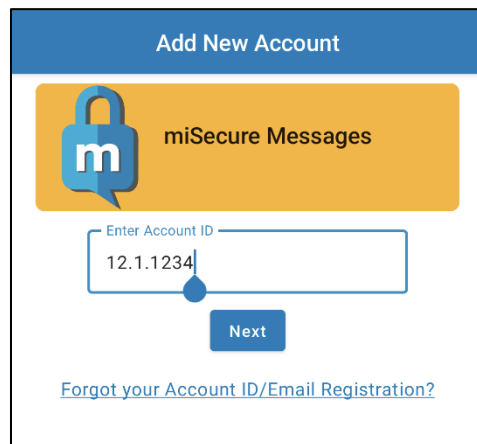 Add New Account
m
miSecure Messages
Enter Account ID
12.1.1234
Next
Forgot your Account ID/Email Registration?